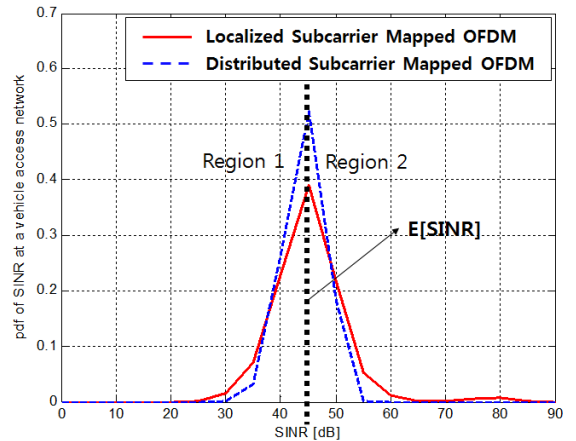 Localized Subcarrier Mapped OFDM
Distributed Subcarrier Mapped OFDM
Region 1
Region 2
E[SINR]
pdf of SINR at a vehicle access network
0.7
0.6
0.5
0.4
0.3
0.2
0.1
0
0 10 20 30 40 50 60 70 80 90
SINR [dB]